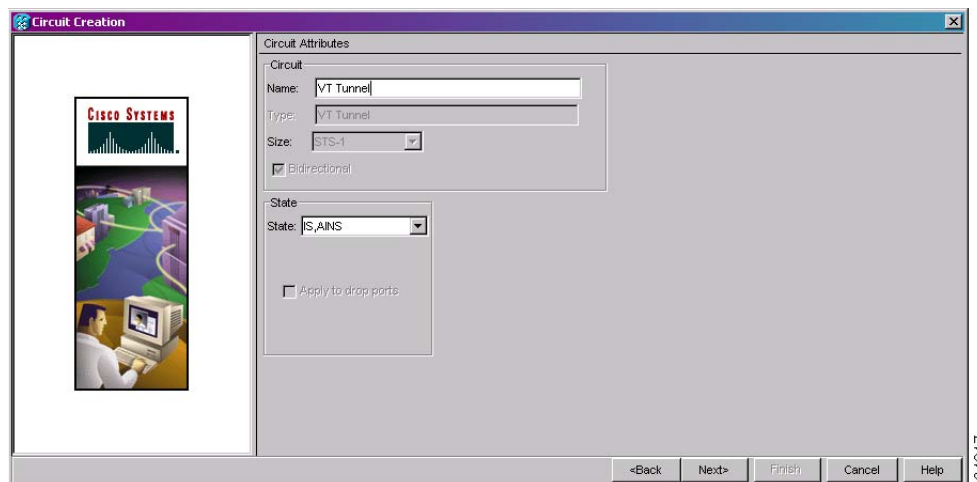 Circuit Creation
CISCO SYSTEMS
Circuit Attributes
Circuit
Name: VT Tunnel
Type: VT Tunnel
Size: STS-1
Bidirectional
State
State: IS,AINS
Apply to drop ports
<Back Next> Finish Cancel Help